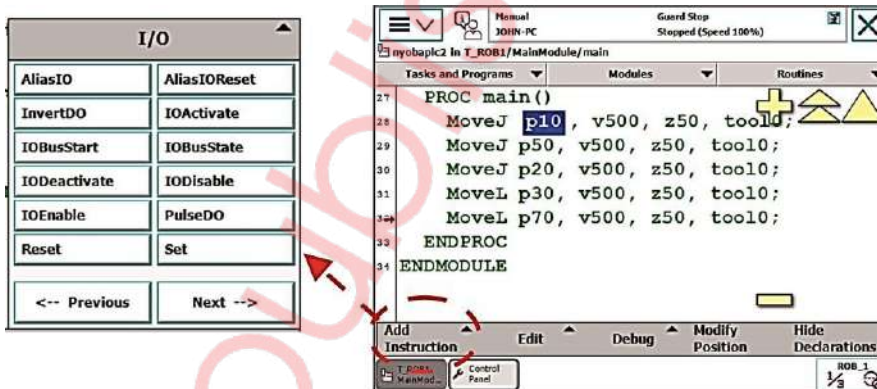 I/O
AliasIO AliasIOReset
InvertDO IOActivate
IOBusStart IOBusState
IODeactivate IODisable
IOEnable PulseDO
Reset Set
<-- Previous Next -->
Manual Guard Stop
JOHN-PC Stopped (Speed 100%)
nyobaplc2 in T_ROB1/MainModule/main
Tasks and Programs Modules Routines
27 PROC main()
28 MoveJ p10 , v500, z50, tool0;
29 MoveJ p50, v500, z50, tool0;
30 MoveJ p20, v500, z50, tool0;
31 MoveL p30, v500, z50, tool0;
32 MoveL p70, v500, z50, tool0;
33 ENDPROC
34 ENDMODULE
Add Instruction Edit Debug Modify Position Hide Declarations
T_ROB1 MainMod... Control Panel ROB_1 1/3